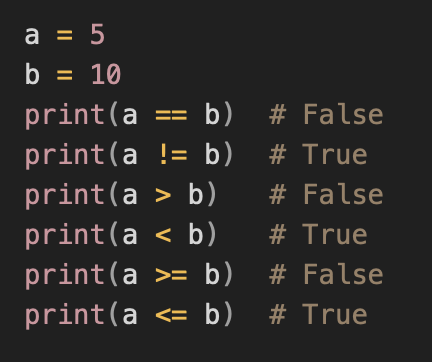 a = 5
b = 10
print(a == b)  # False
print(a != b)  # True
print(a > b)   # False
print(a < b)   # True
print(a >= b)  # False
print(a <= b)  # True